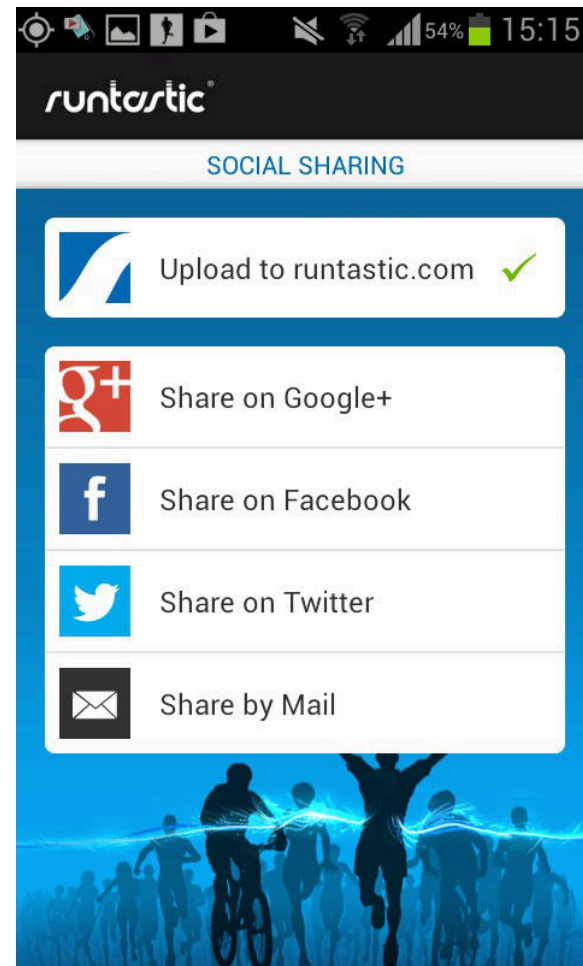 54% 15:15
runtastic®
SOCIAL SHARING
Upload to runtastic.com
g+ Share on Google+
f Share on Facebook
Share on Twitter
Share by Mail